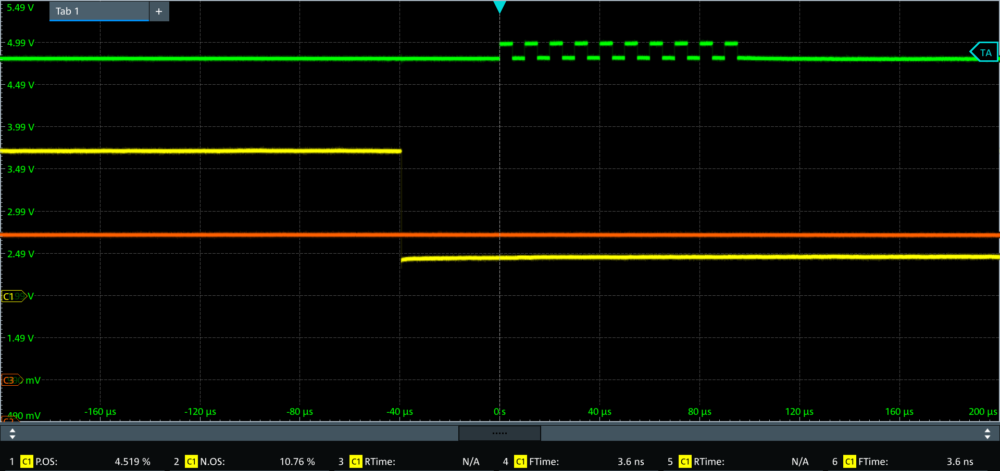 5.49 V
Tab 1 +
4.99 V
TA
4.49 V
3.99 V
3.49 V
2.99 V
2.49 V
C1 V
1.49 V
C3 mV
-160 µs -120 µs -80 µs -40 µs 0 s 40 µs 80 µs 120 µs 160 µs 200 µs
490 mV
1 C1 P.OS: 4.519 % 2 C1 N.OS: 10.76 % 3 C1 RTime: N/A 4 C1 FTime: 3.6 ns 5 C1 RTime: N/A 6 C1 FTime: 3.6 ns